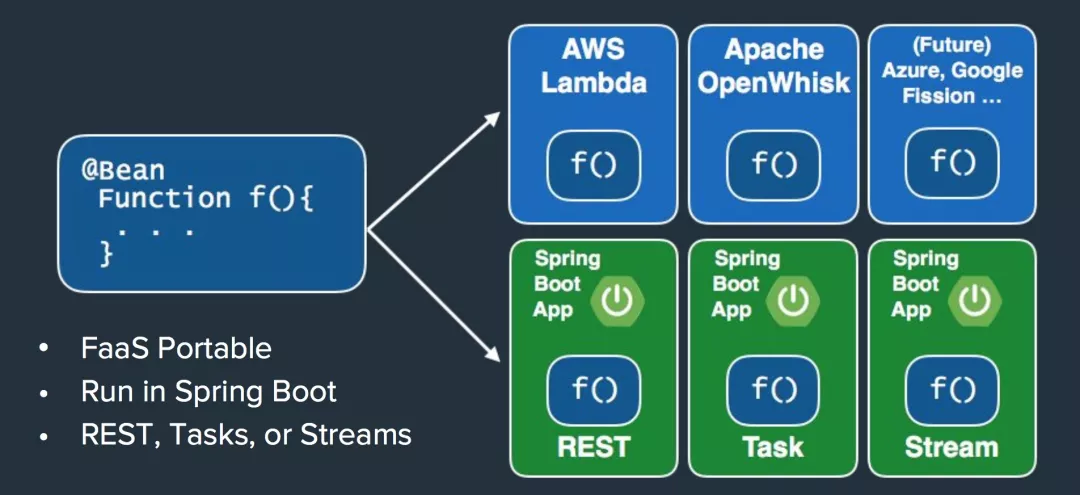 @Bean
Function f(){
. . .
}
• FaaS Portable
• Run in Spring Boot
• REST, Tasks, or Streams
AWS
Lambda
f()
Apache
OpenWhisk
f()
(Future)
Azure, Google
Fission ...
f()
Spring
Boot
App
f()
REST
Spring
Boot
App
f()
Task
Spring
Boot
App
f()
Stream